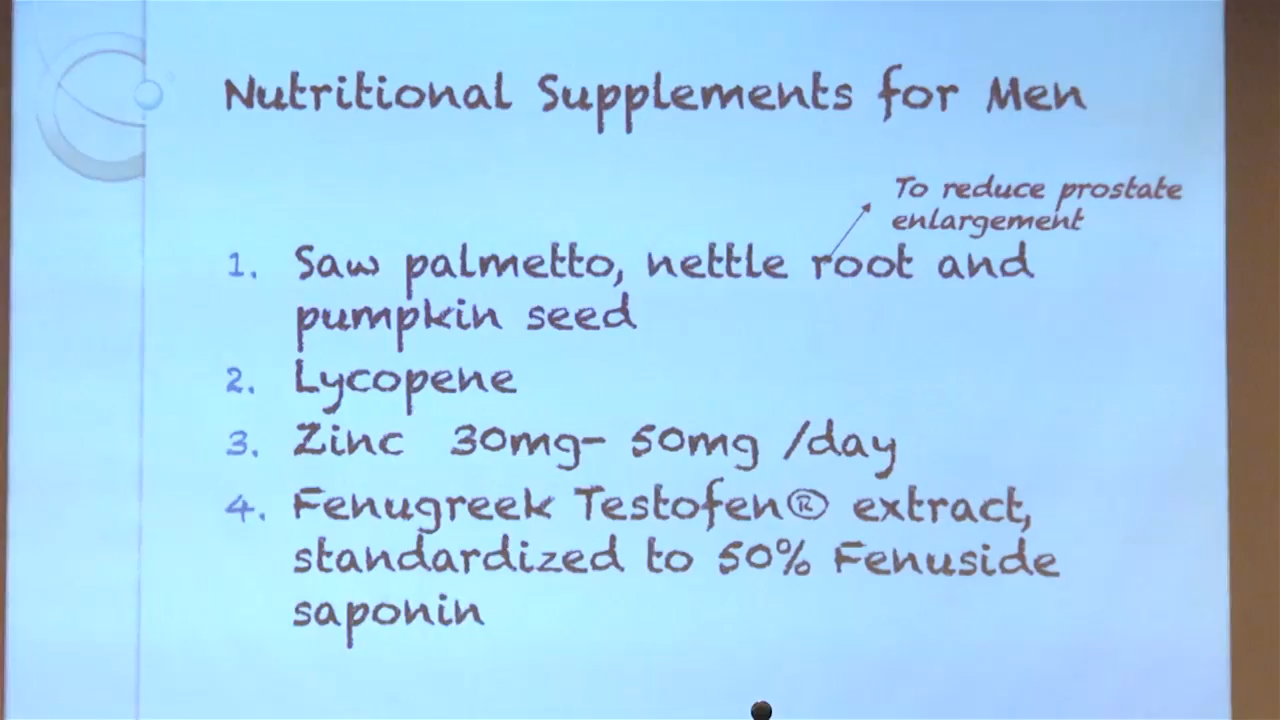 Nutritional Supplements for Men
To reduce prostate
enlargement
1. Saw palmetto, nettle root and
pumpkin seed
2. Lycopene
3. Zinc 30mg- 50mg /day
4. Fenugreek Testofen® extract,
standardized to 50% Fenuside
saponin